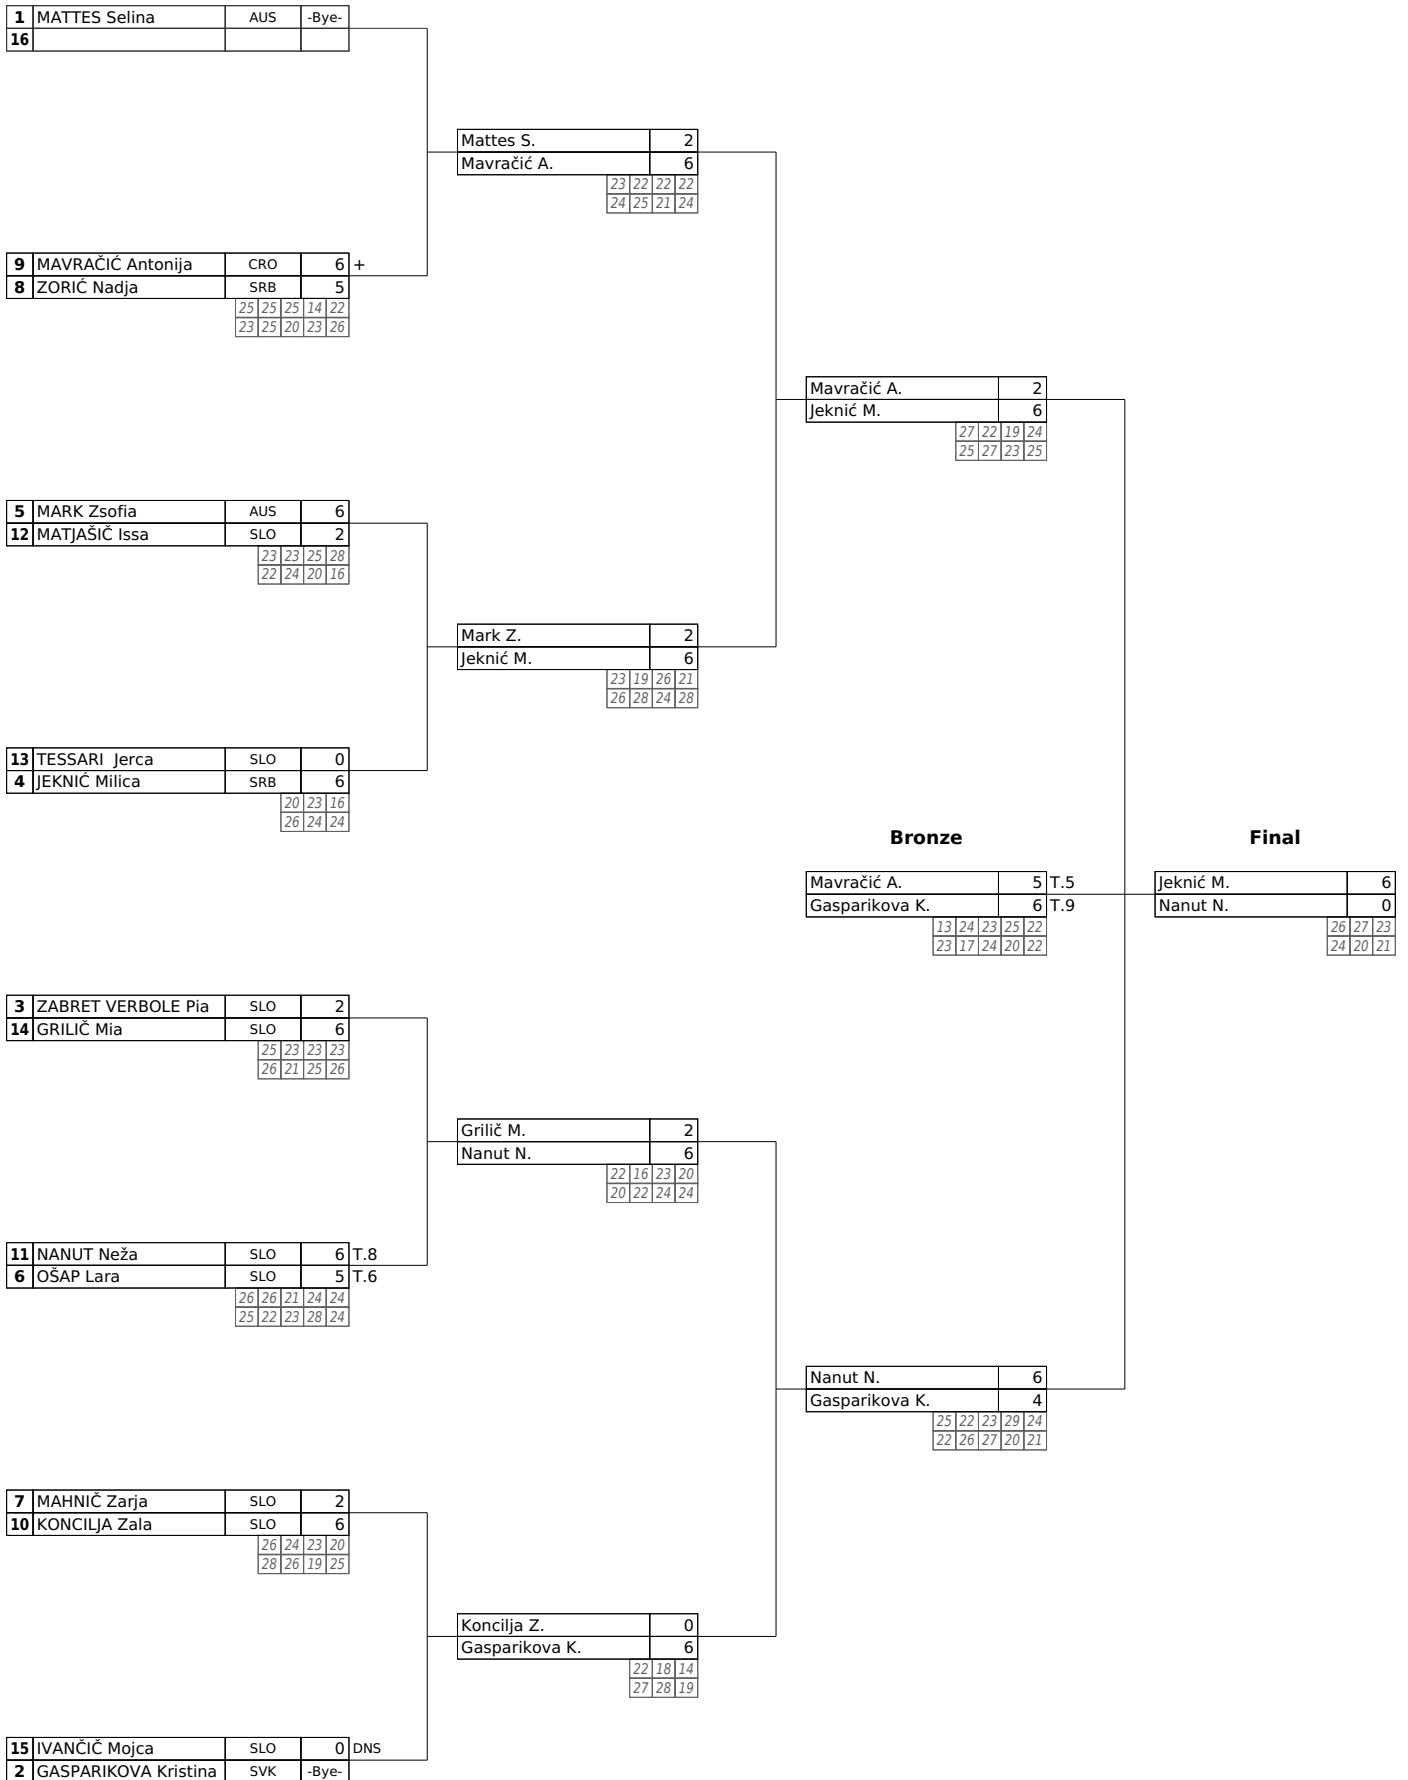 1 MATTES Selina AUS -Bye-
16
Mattes S. 2
Mavračić A. 6
23 22 22 22
24 25 21 24
9 MAVRAČIĆ Antonija CRO 6 +
8 ZORIĆ Nadja SRB 5
25 25 25 14 22
23 25 20 23 26
Mavračić A. 2
Jeknić M. 6
27 22 19 24
25 27 23 25
5 MARK Zsofia AUS 6
12 MATJAŠIČ Issa SLO 2
23 23 25 28
22 24 20 16
Mark Z. 2
Jeknić M. 6
23 19 26 21
26 28 24 28
13 TESSARI Jerca SLO 0
4 JEKNIĆ Milica SRB 6
20 23 16
26 24 24
Bronze Final
Mavračić A. 5 T.5 Jeknić M. 6
Gasparikova K. 6 T.9 Nanut N. 0
13 24 23 25 22 26 27 23
23 17 24 20 22 24 20 21
3 ZABRET VERBOLE Pia SLO 2
14 GRILIČ Mia SLO 6
25 23 23 23
26 21 25 26
Grilič M. 2
Nanut N. 6
22 16 23 20
20 22 24 24
11 NANUT Neža SLO 6 T.8
6 OŠAP Lara SLO 5 T.6
26 26 21 24 24
25 22 23 28 24
Nanut N. 6
Gasparikova K. 4
25 22 23 29 24
22 26 27 20 21
7 MAHNIČ Zarja SLO 2
10 KONCILJA Zala SLO 6
26 24 23 20
28 26 19 25
Koncilja Z. 0
Gasparikova K. 6
22 18 14
27 28 19
15 IVANČIČ Mojca SLO 0 DNS
2 GASPARIKOVA Kristina SVK -Bye-